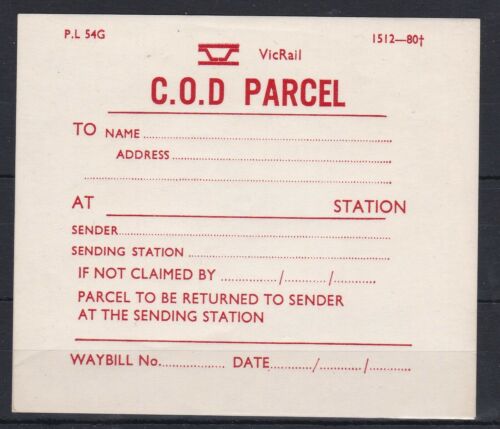 P.L 54G 1512—80†
VicRail
C.O.D PARCEL
TO NAME
ADDRESS
AT STATION
SENDER
SENDING STATION
IF NOT CLAIMED BY ........../........../..........
PARCEL TO BE RETURNED TO SENDER
AT THE SENDING STATION
WAYBILL No. DATE ........../........../..........